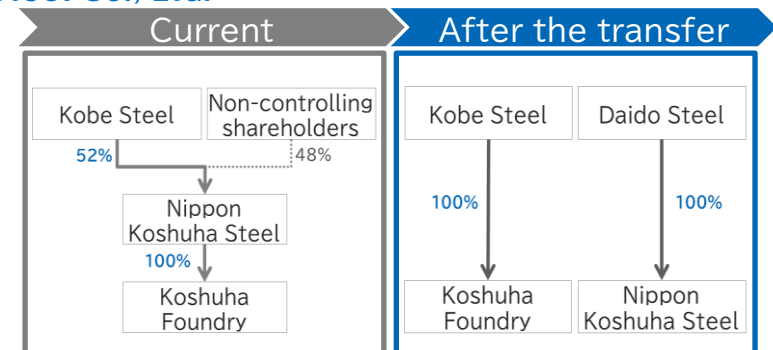 Current
After the transfer
Kobe Steel
Non-controlling
shareholders
52%
48%
Nippon
Koshuha Steel
100%
Koshuha
Foundry
Kobe Steel
Daido Steel
100%
100%
Koshuha
Foundry
Nippon
Koshuha Steel